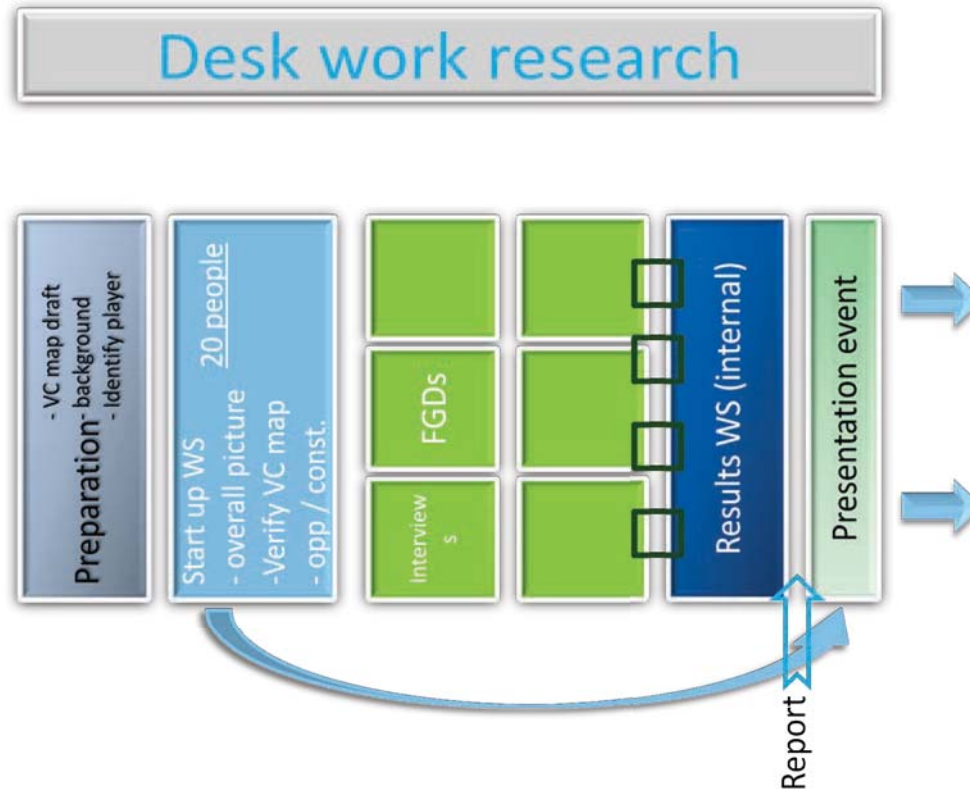 Desk work research
- VC map draft
Preparation - background
- Identify player
Start up WS
- overall picture 20 people
-Verify VC map
- opp / const.
Interview
s
FGDs
Results WS (internal)
Report
Presentation event